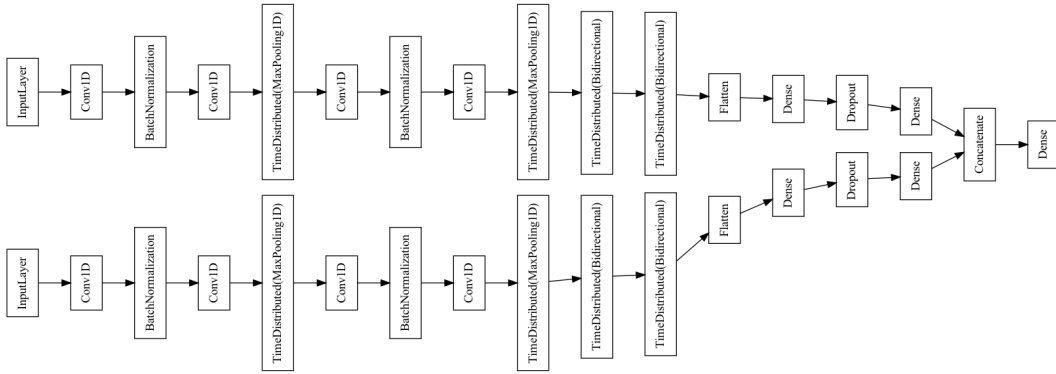 InputLayer
Conv1D
BatchNormalization
Conv1D
TimeDistributed(MaxPooling1D)
Conv1D
BatchNormalization
Conv1D
TimeDistributed(MaxPooling1D)
TimeDistributed(Bidirectional)
TimeDistributed(Bidirectional)
Flatten
Dense
Dropout
Dense
InputLayer
Conv1D
BatchNormalization
Conv1D
TimeDistributed(MaxPooling1D)
Conv1D
BatchNormalization
Conv1D
TimeDistributed(MaxPooling1D)
TimeDistributed(Bidirectional)
TimeDistributed(Bidirectional)
Flatten
Dense
Dropout
Dense
Concatenate
Dense